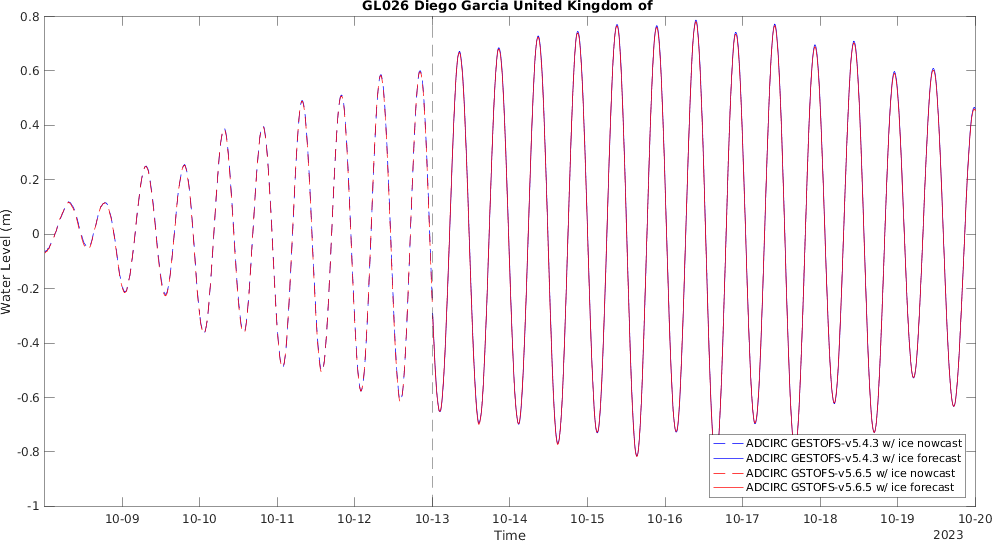 GL026 Diego Garcia United Kingdom of
0.8
0.6
0.4
0.2
0
-0.2
-0.4
-0.6
-0.8
-1
Water Level (m)
ADCIRC GESTOFS-v5.4.3 w/ ice nowcast
ADCIRC GESTOFS-v5.4.3 w/ ice forecast
ADCIRC GSTOFS-v5.6.5 w/ ice nowcast
ADCIRC GSTOFS-v5.6.5 w/ ice forecast
10-09 10-10 10-11 10-12 10-13 10-14 10-15 10-16 10-17 10-18 10-19 10-20
Time 2023